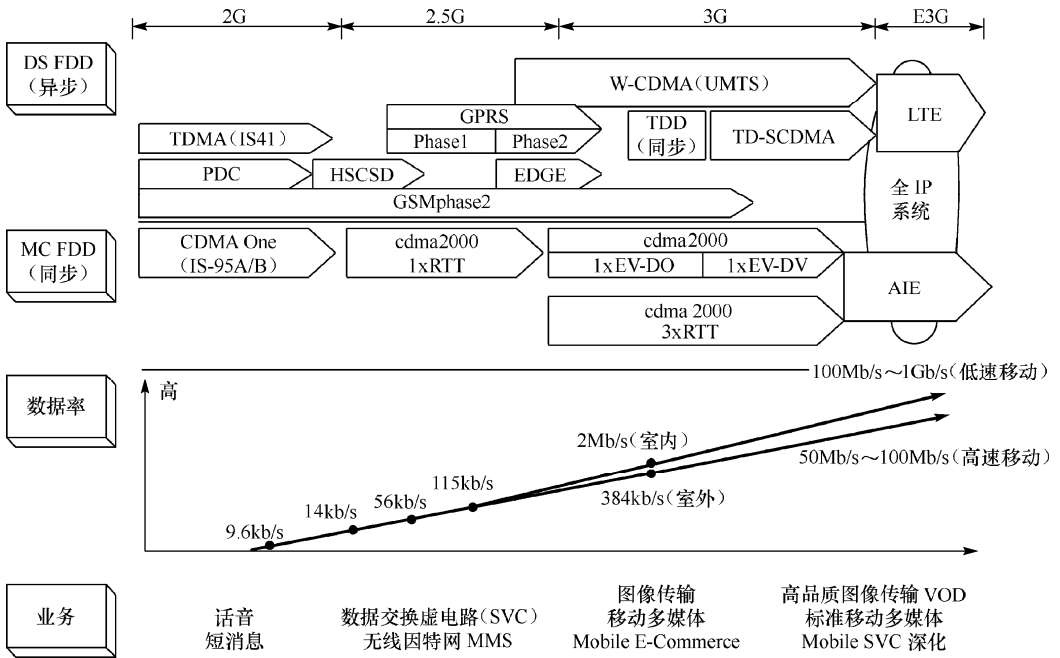 2G
2.5G
3G
E3G
DS FDD
（异步）
W-CDMA（UMTS）
LTE
GPRS
Phase1
Phase2
TDD
（同步）
TD-SCDMA
TDMA（IS41）
PDC
HSCSD
EDGE
GSMphase2
全 IP
系统
MC FDD
（同步）
CDMA One
（IS-95A/B）
cdma2000
1xRTT
cdma2000
1xEV-DO
1xEV-DV
AIE
cdma 2000
3xRTT
数据率
高
100Mb/s～1Gb/s（低速移动）
2Mb/s（室内）
50Mb/s～100Mb/s（高速移动）
384kb/s（室外）
115kb/s
56kb/s
14kb/s
9.6kb/s
业务
话音
短消息
数据交换虚电路（SVC）
无线因特网 MMS
图像传输
移动多媒体
Mobile E-Commerce
高品质图像传输 VOD
标准移动多媒体
Mobile SVC 深化